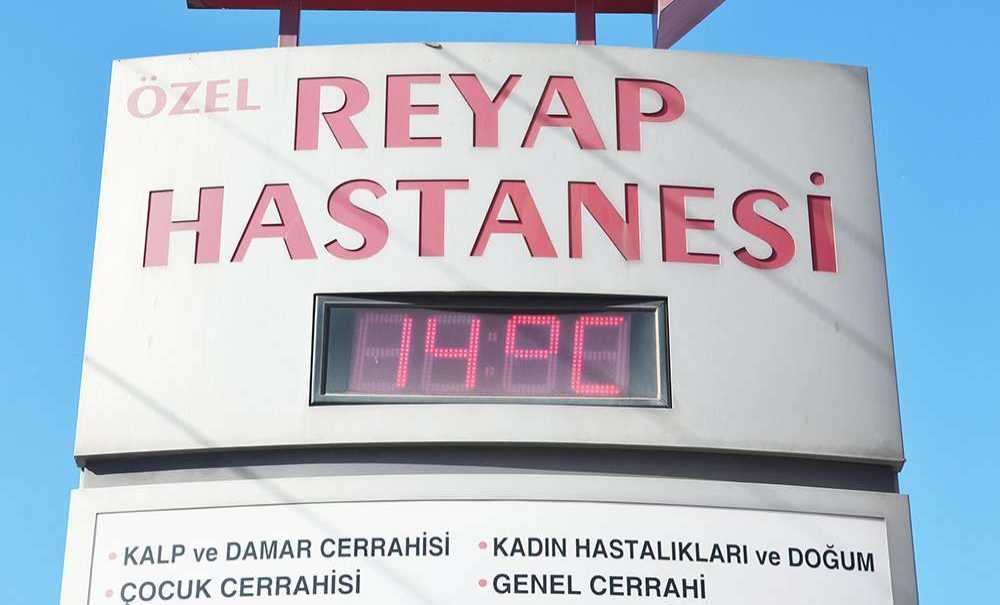 ÖZEL REYAP
HASTANESİ
14°C
• KALP ve DAMAR CERRAHİSİ
• ÇOCUK CERRAHİSİ
• KADIN HASTALIKLARI ve DOĞUM
• GENEL CERRAHİ